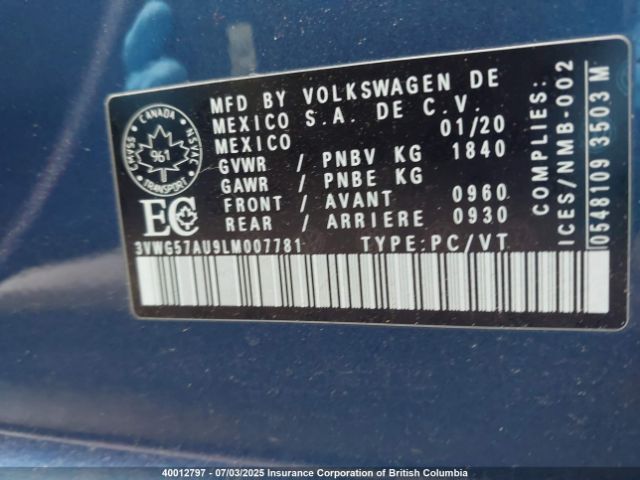 MFD BY VOLKSWAGEN DE
MEXICO S.A. DE C.V.
MEXICO 01/20
GVWR / PNBV KG 1840
GAWR / PNBE KG
FRONT / AVANT 0960
REAR / ARRIERE 0930
3VWG57AU9LM007781 TYPE:PC/VT
CANADA
CMVSS
NSVAC
961
TRANSPORT
EC
COMPLIES:
ICES/NMB-002
0548109 3503 M
40012797 - 07/03/2025 Insurance Corporation of British Columbia